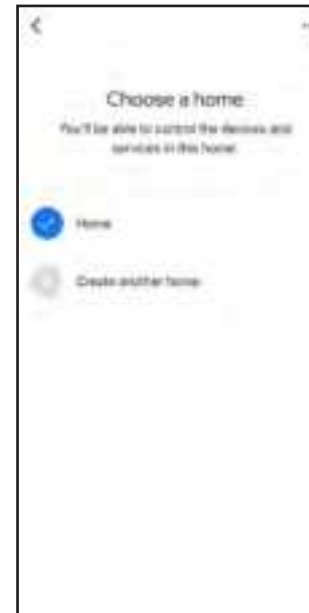 Choose a home
You'll be able to control the devices and
services in this home
Home
Create another home